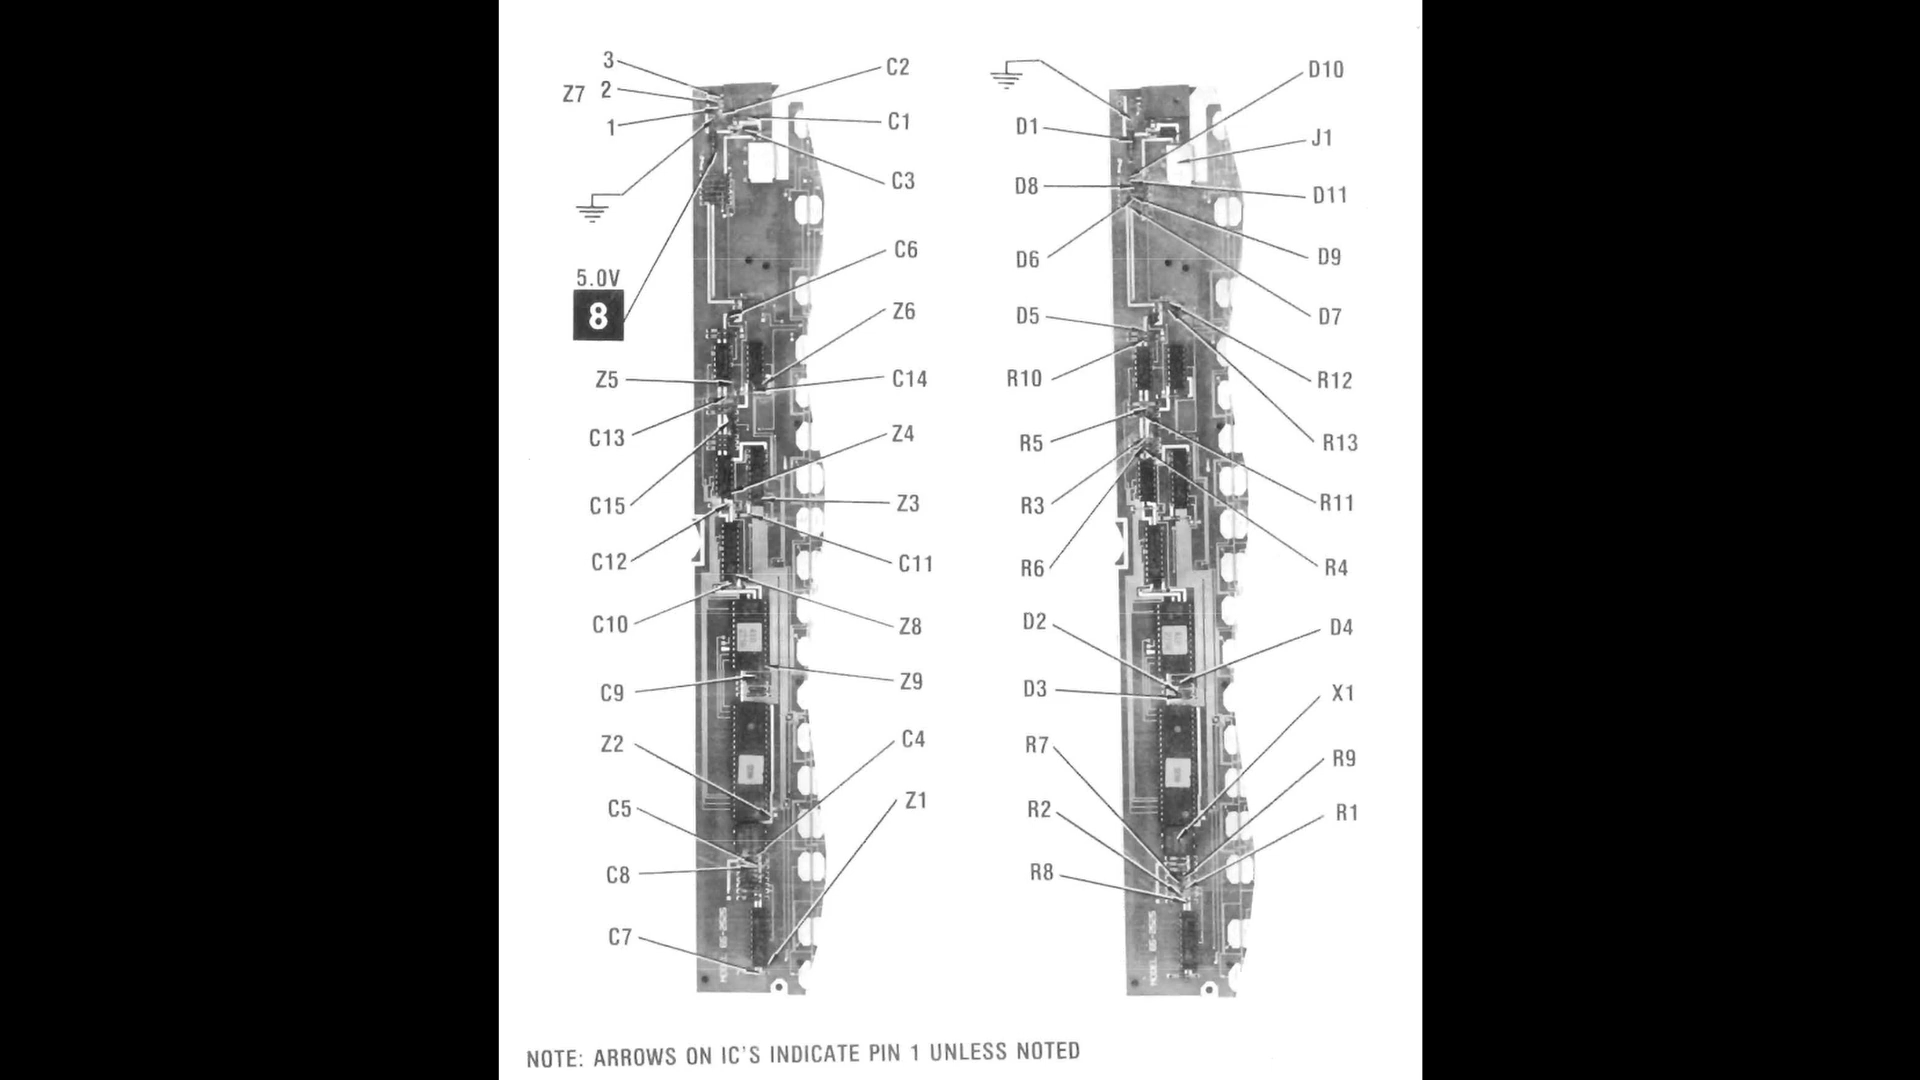 3
Z7 2
1
C2
C1
C3
5.0V
8
C6
Z6
Z5
C14
C13
Z4
C15
Z3
C12
C11
C10
Z8
C9
Z9
Z2
C4
C5
Z1
C8
C7
MODEL
D10
D1
J1
D8
D11
D6
D9
D5
D7
R10
R12
R5
R13
R3
R11
R6
R4
D2
D4
D3
X1
R7
R9
R2
R1
R8
MODEL
NOTE: ARROWS ON IC'S INDICATE PIN 1 UNLESS NOTED